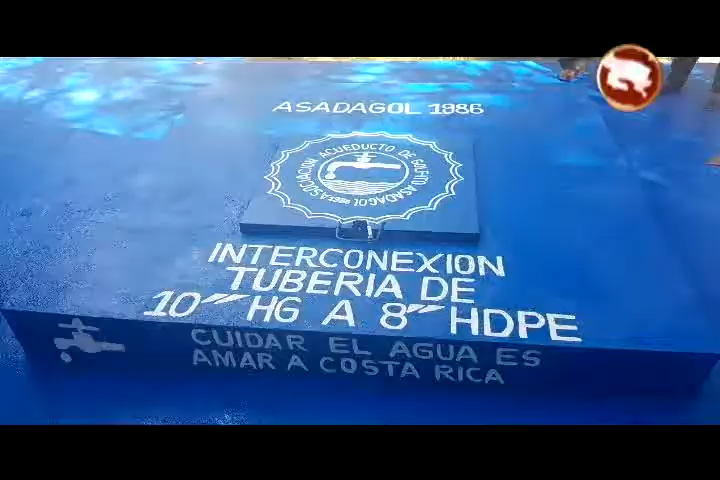 ASADAGOL 1986
ASOCIACION ACUEDUCTO DE GOLFITO ASADAGOL
INTERCONEXION
TUBERIA DE
10" HG A 8" HDPE
CUIDAR EL AGUA ES
AMAR A COSTA RICA